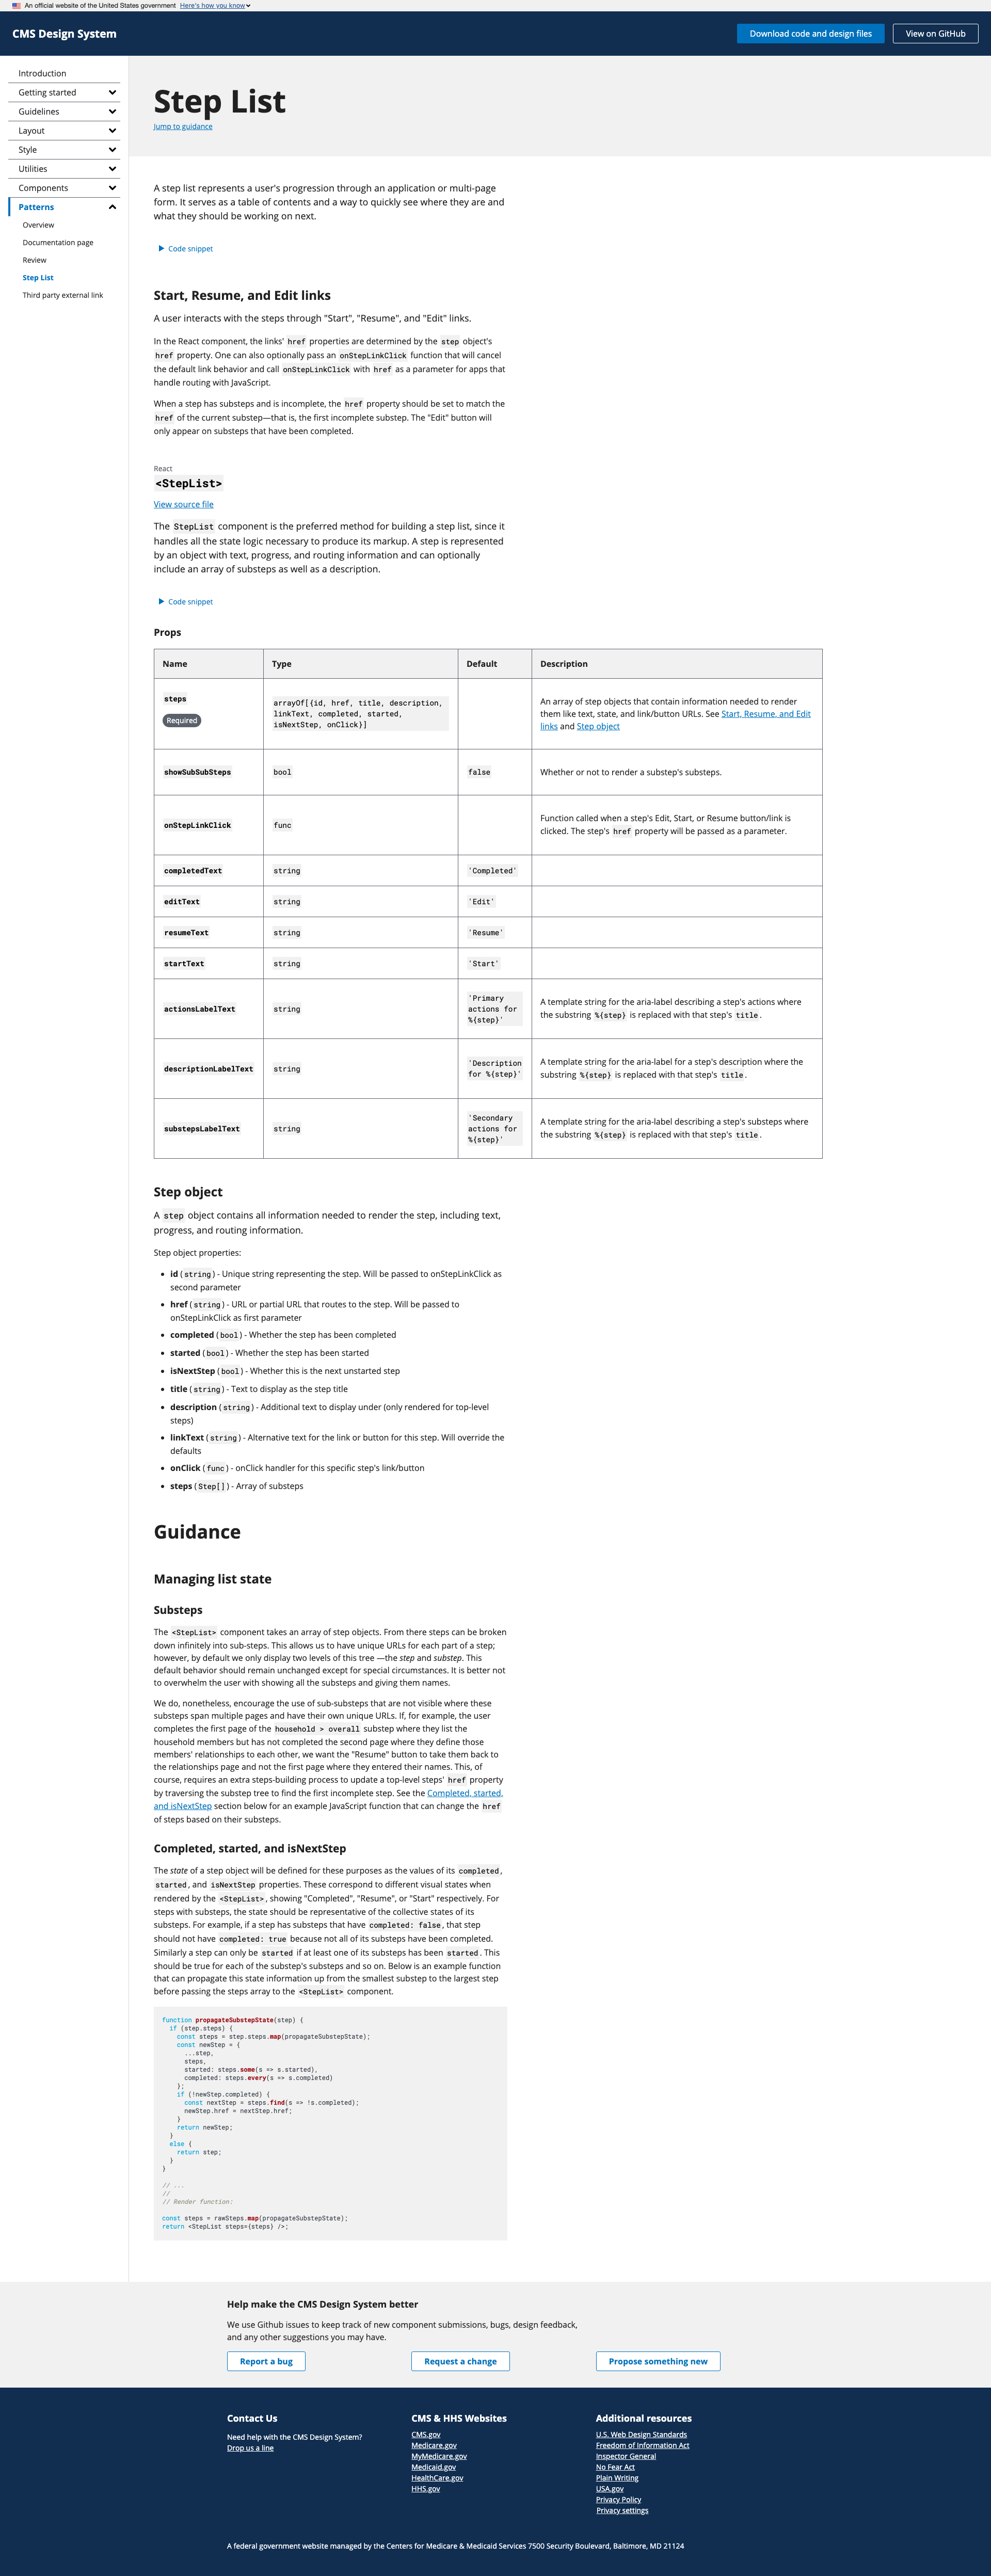 An official website of the United States government Here's how you know
CMS Design System
Download code and design files
View on GitHub
Introduction
Getting started
Guidelines
Layout
Style
Utilities
Components
Patterns
Overview
Documentation page
Review
Step List
Third party external link
Step List
Jump to guidance
A step list represents a user's progression through an application or multi-page
form. It serves as a table of contents and a way to quickly see where they are and
what they should be working on next.
Code snippet
Start, Resume, and Edit links
A user interacts with the steps through "Start", "Resume", and "Edit" links.
In the React component, the links' href properties are determined by the step object's
href property. One can also optionally pass an onStepLinkClick function that will cancel
the default link behavior and call onStepLinkClick with href as a parameter for apps that
handle routing with JavaScript.
When a step has substeps and is incomplete, the href property should be set to match the
href of the current substep—that is, the first incomplete substep. The "Edit" button will
only appear on substeps that have been completed.
React
<StepList>
View source file
The StepList component is the preferred method for building a step list, since it
handles all the state logic necessary to produce its markup. A step is represented
by an object with text, progress, and routing information and can optionally
include an array of substeps as well as a description.
Code snippet
Props
Name Type Default Description
steps
Required
arrayOf[{id, href, title, description,
linkText, completed, started,
isNextStep, onClick}]
An array of step objects that contain information needed to render
them like text, state, and link/button URLs. See Start, Resume, and Edit
links and Step object
showSubSubSteps bool false Whether or not to render a substep's substeps.
onStepLinkClick func
Function called when a step's Edit, Start, or Resume button/link is
clicked. The step's href property will be passed as a parameter.
completedText string 'Completed'
editText string 'Edit'
resumeText string 'Resume'
startText string 'Start'
actionsLabelText string
'Primary
actions for
%{step}'
A template string for the aria-label describing a step's actions where
the substring %{step} is replaced with that step's title.
descriptionLabelText string
'Description
for %{step}'
A template string for the aria-label for a step's description where the
substring %{step} is replaced with that step's title.
substepsLabelText string
'Secondary
actions for
%{step}'
A template string for the aria-label describing a step's substeps where
the substring %{step} is replaced with that step's title.
Step object
A step object contains all information needed to render the step, including text,
progress, and routing information.
Step object properties:
• id (string) - Unique string representing the step. Will be passed to onStepLinkClick as
second parameter
• href (string) - URL or partial URL that routes to the step. Will be passed to
onStepLinkClick as first parameter
• completed (bool) - Whether the step has been completed
• started (bool) - Whether the step has been started
• isNextStep (bool) - Whether this is the next unstarted step
• title (string) - Text to display as the step title
• description (string) - Additional text to display under (only rendered for top-level
steps)
• linkText (string) - Alternative text for the link or button for this step. Will override the
defaults
• onClick (func) - onClick handler for this specific step's link/button
• steps (Step[]) - Array of substeps
Guidance
Managing list state
Substeps
The <StepList> component takes an array of step objects. From there steps can be broken
down infinitely into sub-steps. This allows us to have unique URLs for each part of a step;
however, by default we only display two levels of this tree —the step and substep. This
default behavior should remain unchanged except for special circumstances. It is better not
to overwhelm the user with showing all the substeps and giving them names.
We do, nonetheless, encourage the use of sub-substeps that are not visible where these
substeps span multiple pages and have their own unique URLs. If, for example, the user
completes the first page of the household > overall substep where they list the
household members but has not completed the second page where they define those
members' relationships to each other, we want the "Resume" button to take them back to
the relationships page and not the first page where they entered their names. This, of
course, requires an extra steps-building process to update a top-level steps' href property
by traversing the substep tree to find the first incomplete step. See the Completed, started,
and isNextStep section below for an example JavaScript function that can change the href
of steps based on their substeps.
Completed, started, and isNextStep
The state of a step object will be defined for these purposes as the values of its completed,
started, and isNextStep properties. These correspond to different visual states when
rendered by the <StepList>, showing "Completed", "Resume", or "Start" respectively. For
steps with substeps, the state should be representative of the collective states of its
substeps. For example, if a step has substeps that have completed: false, that step
should not have completed: true because not all of its substeps have been completed.
Similarly a step can only be started if at least one of its substeps has been started. This
should be true for each of the substep's substeps and so on. Below is an example function
that can propagate this state information up from the smallest substep to the largest step
before passing the steps array to the <StepList> component.
function propagateSubstepState(step) {
if (step.steps) {
const steps = step.steps.map(propagateSubstepState);
const newStep = {
...step,
steps,
started: steps.some(s => s.started),
completed: steps.every(s => s.completed)
};
if (!newStep.completed) {
const nextStep = steps.find(s => !s.completed);
newStep.href = nextStep.href;
}
return newStep;
}
else {
return step;
}
}
// ...
//
// Render function:
const steps = rawSteps.map(propagateSubstepState);
return <StepList steps={steps} />;
Help make the CMS Design System better
We use Github issues to keep track of new component submissions, bugs, design feedback,
and any other suggestions you may have.
Report a bug
Request a change
Propose something new
Contact Us
Need help with the CMS Design System?
Drop us a line
CMS & HHS Websites
CMS.gov
Medicare.gov
MyMedicare.gov
Medicaid.gov
HealthCare.gov
HHS.gov
Additional resources
U.S. Web Design Standards
Freedom of Information Act
Inspector General
No Fear Act
Plain Writing
USA.gov
Privacy Policy
Privacy settings
A federal government website managed by the Centers for Medicare & Medicaid Services 7500 Security Boulevard, Baltimore, MD 21124